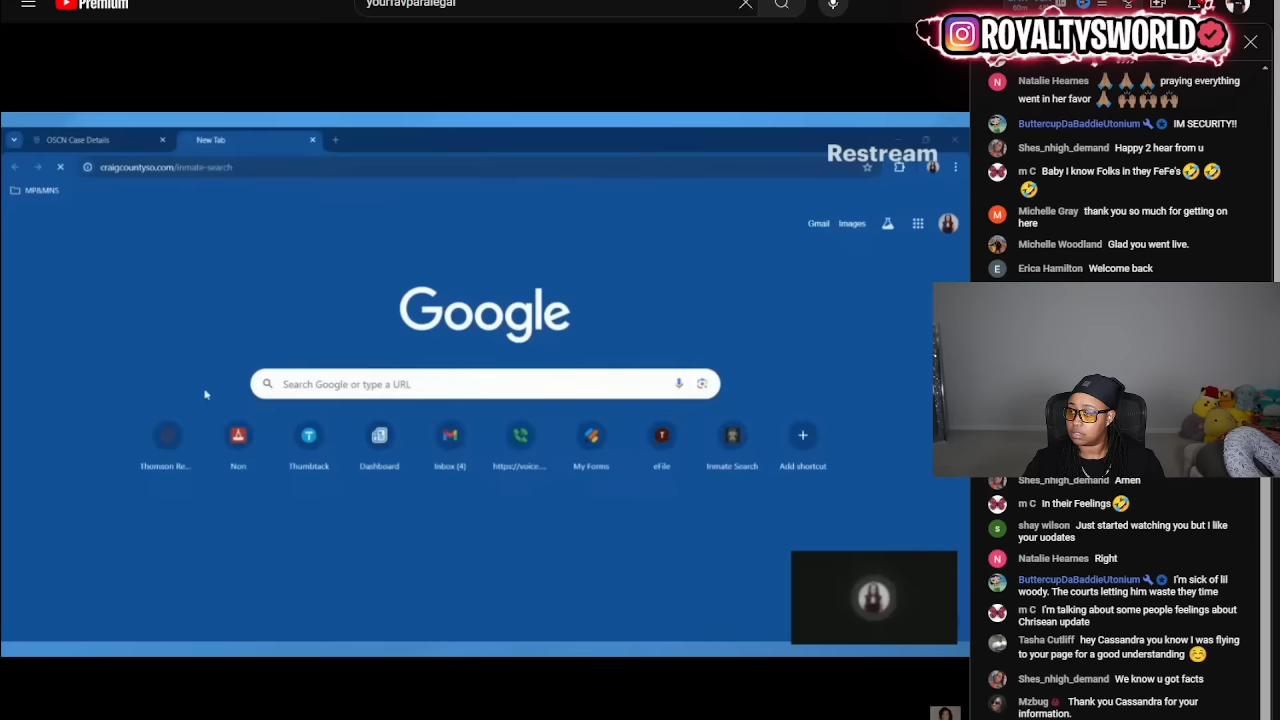 Premium
yourfavparalegal
ROYALTYSWORLD
OSCN Case Details
New Tab
Restream
craigcountyso.com/inmate-search
MP&MNS
Gmail
Images
Google
Search Google or type a URL
Thomson Re...
Non
Thumbtack
Dashboard
Inbox (4)
https://voice...
My Forms
eFile
Inmate Search
Add shortcut
Natalie Hearnes 🙏🏽 🙏🏽 🙏🏽 praying everything
went in her favor 🙏🏽 🙌🏽 🙌🏽 🙌🏽
ButtercupDaBaddieUtonium IM SECURITY!!
Shes_nhigh_demand Happy 2 hear from u
m C Baby I know Folks in they FeFe's 🤣 🤣
🤣
Michelle Gray thank you so much for getting on
here
Michelle Woodland Glad you went live.
Erica Hamilton Welcome back
Shes_nhigh_demand Amen
m C In their Feelings 🤣
shay wilson Just started watching you but I like
your uodates
Natalie Hearnes Right
ButtercupDaBaddieUtonium I'm sick of lil
woody. The courts letting him waste they time
m C I'm talking about some people feelings about
Chrisean update
Tasha Cutliff hey Cassandra you know I was flying
to your page for a good understanding ☺️
Shes_nhigh_demand We know u got facts
Mzbug Thank you Cassandra for your
information.